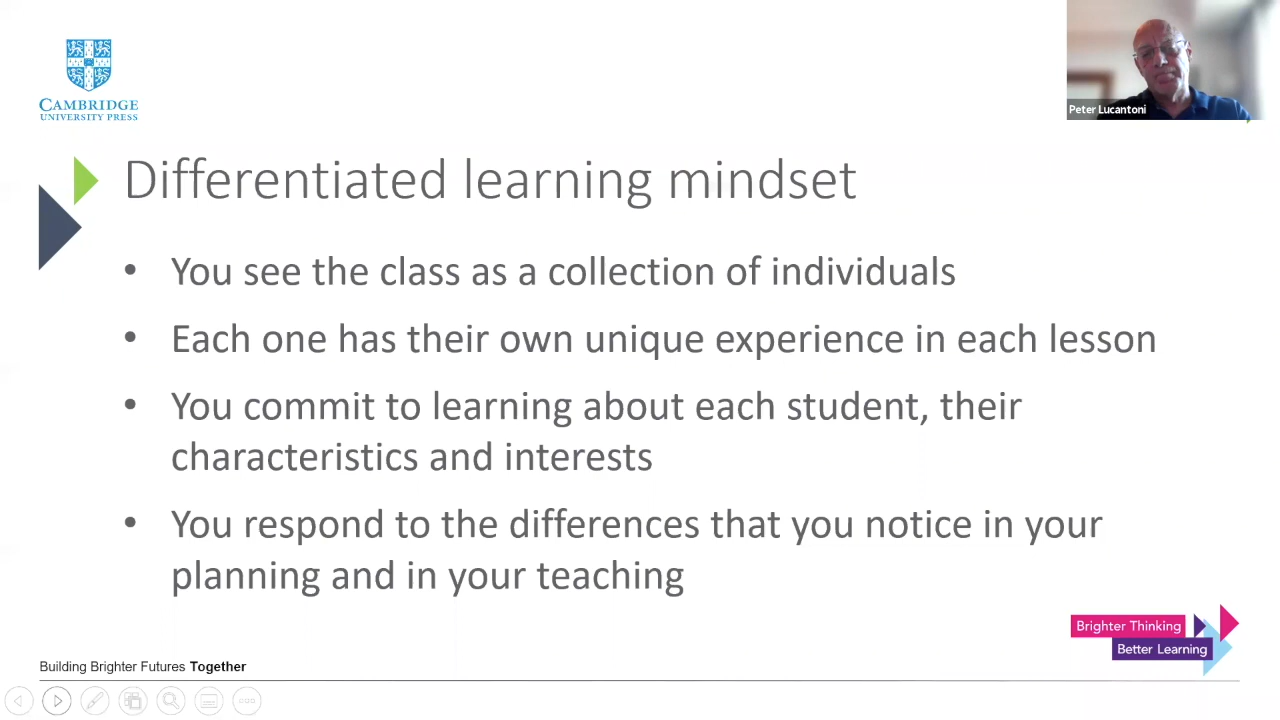 CAMBRIDGE
UNIVERSITY PRESS
Peter Lucantoni
Differentiated learning mindset
• You see the class as a collection of individuals
• Each one has their own unique experience in each lesson
• You commit to learning about each student, their
characteristics and interests
• You respond to the differences that you notice in your
planning and in your teaching
Brighter Thinking
Better Learning
Building Brighter Futures Together